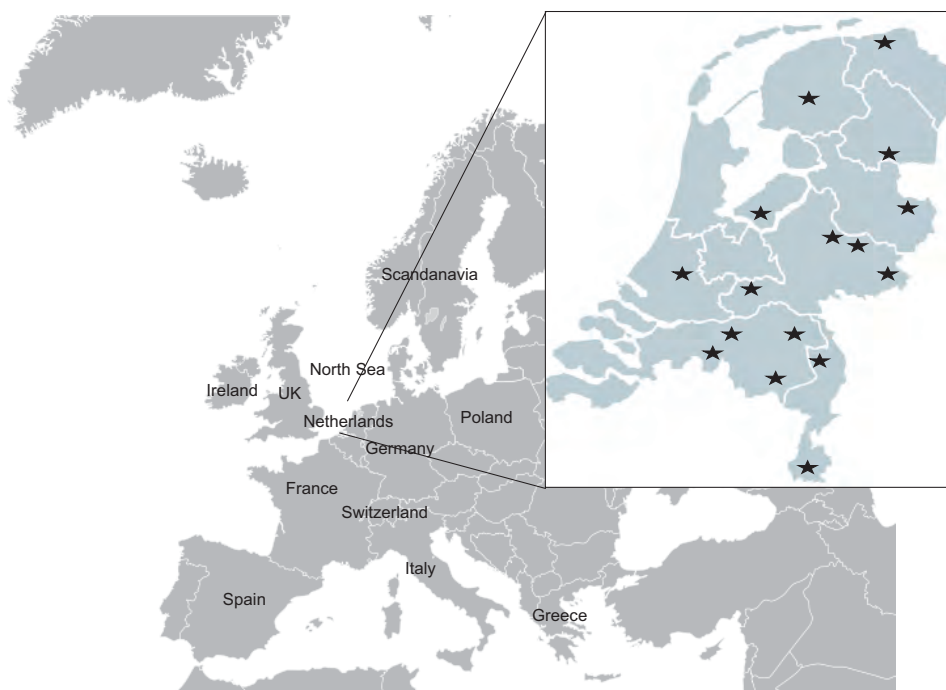 Scandanavia
North Sea
Ireland
UK
Netherlands
Poland
Germany
France
Switzerland
Italy
Spain
Greece